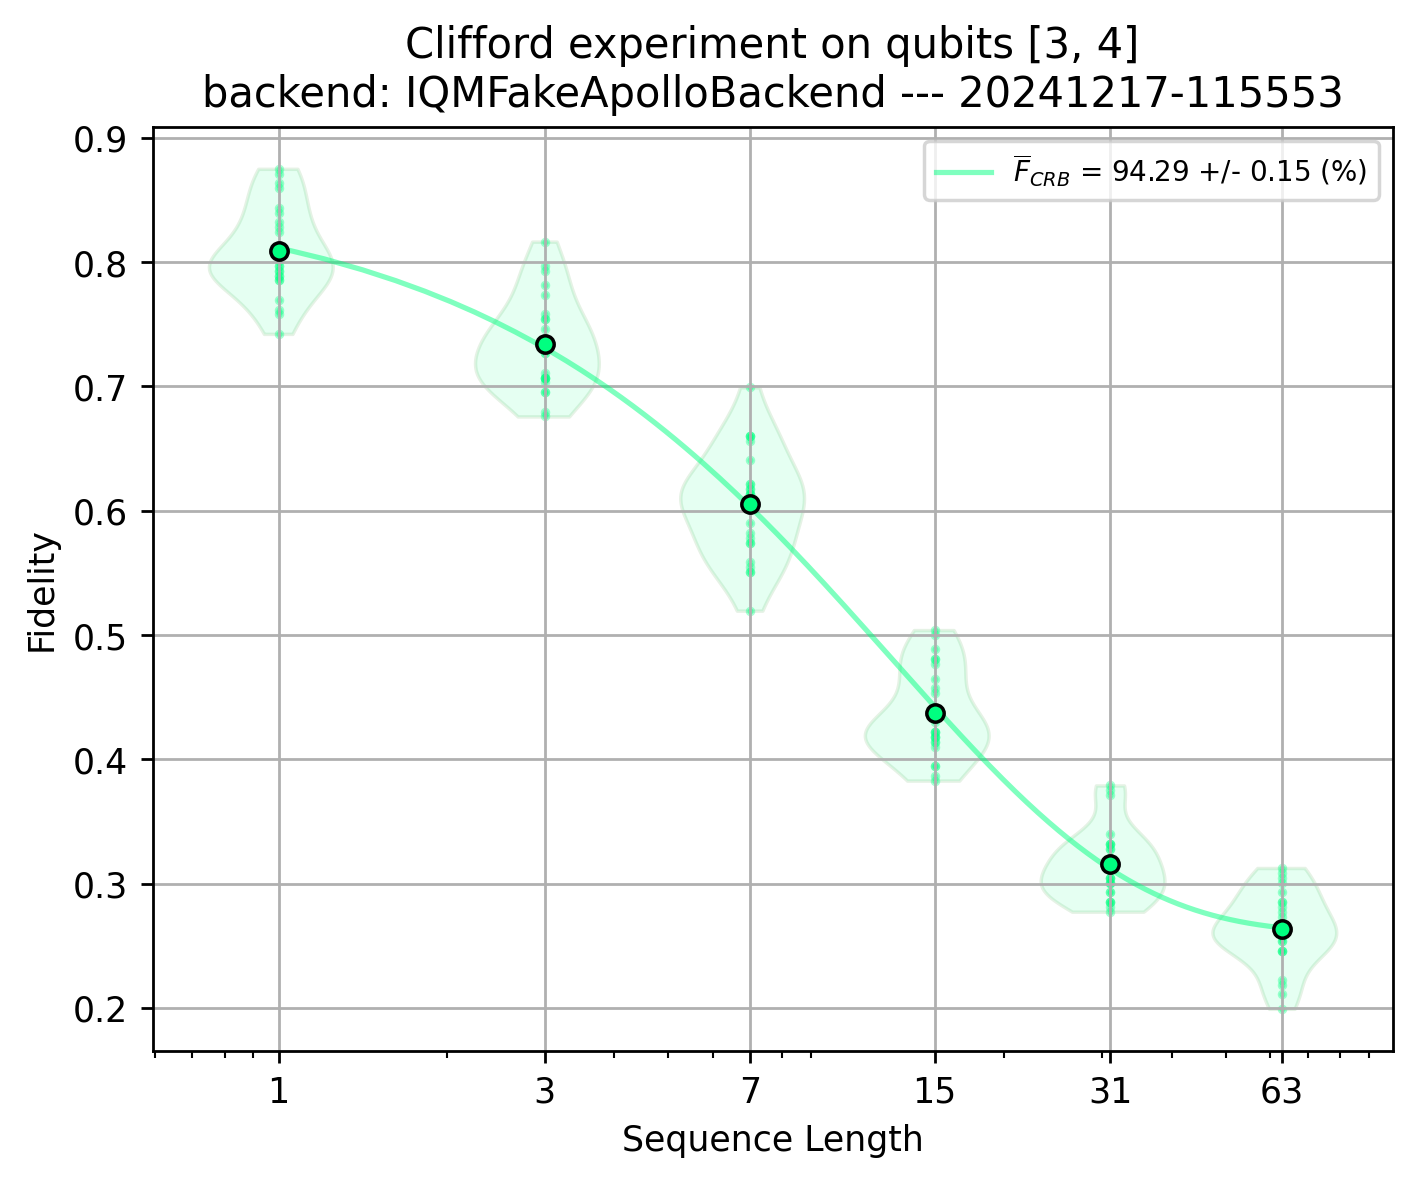 Clifford experiment on qubits [3, 4]
backend: IQMFakeApolloBackend --- 20241217-115553
F̅_CRB = 94.29 +/- 0.15 (%)
0.9
0.8
0.7
0.6
0.5
0.4
0.3
0.2
Fidelity
1 3 7 15 31 63
Sequence Length